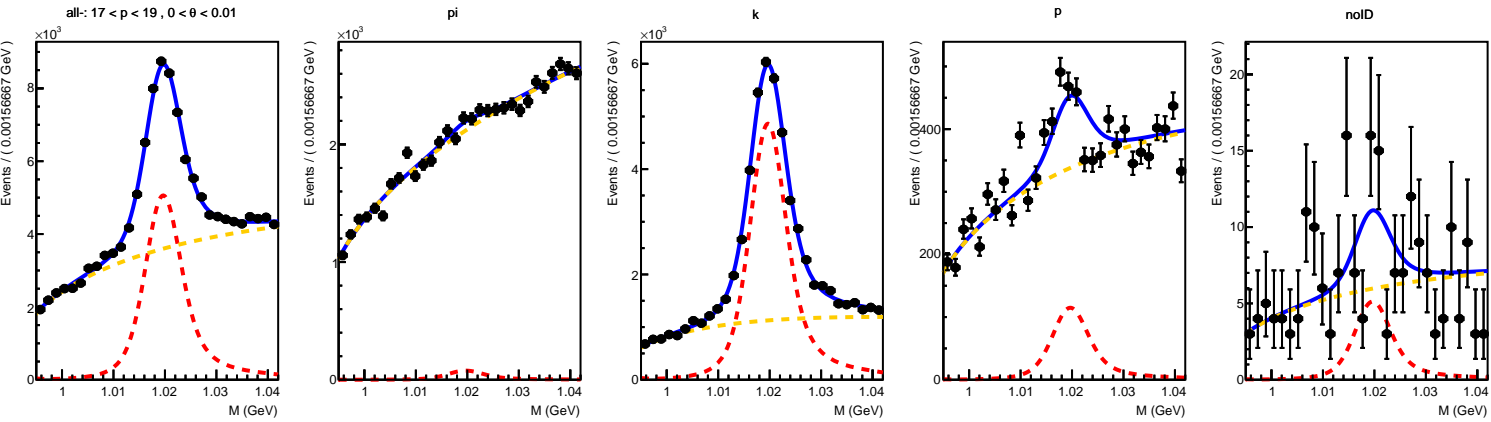 all-: 17 < p < 19 , 0 < θ < 0.01
×10³
Events / ( 0.00156667 GeV )
8
6
4
2
0
1 1.01 1.02 1.03 1.04
M (GeV)
pi
×10³
Events / ( 0.00156667 GeV )
2
1
0
1 1.01 1.02 1.03 1.04
M (GeV)
k
×10³
Events / ( 0.00156667 GeV )
6
4
2
0
1 1.01 1.02 1.03 1.04
M (GeV)
p
Events / ( 0.00156667 GeV )
400
200
0
1 1.01 1.02 1.03 1.04
M (GeV)
noID
Events / ( 0.00156667 GeV )
20
15
10
5
0
1 1.01 1.02 1.03 1.04
M (GeV)